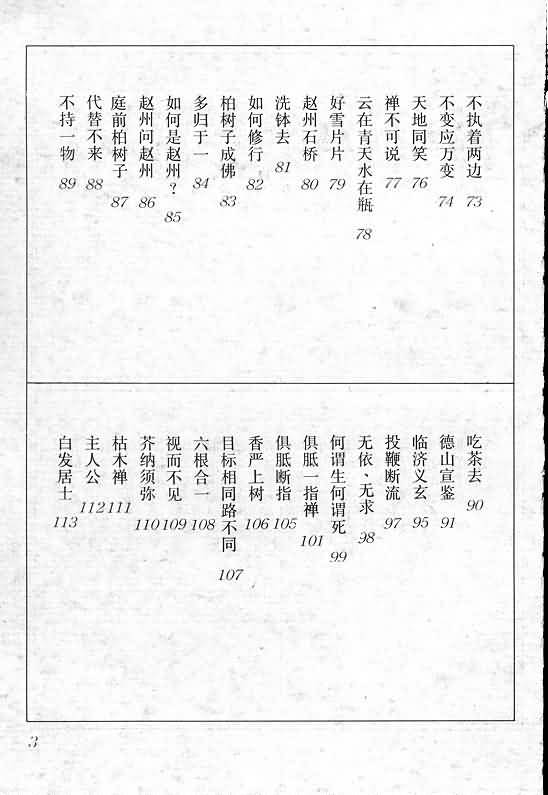 不执着两边 73
不变应万变 74
天地同笑 76
禅不可说 77
云在青天水在瓶 78
好雪片片 79
赵州石桥 80
洗钵去 81
如何修行 82
柏树子成佛 83
多归于一 84
如何是赵州？ 85
赵州问赵州 86
庭前柏树子 87
代替不来 88
不持一物 89
吃茶去 90
德山宣鉴 91
临济义玄 95
投鞭断流 97
无依·无求 98
何谓生何谓死 99
俱胝一指禅 101
俱胝断指 105
香严上树 106
目标相同路不同 107
六根合一 108
视而不见 109
芥纳须弥 110
枯木禅 111
主人公 112
白发居士 113
3